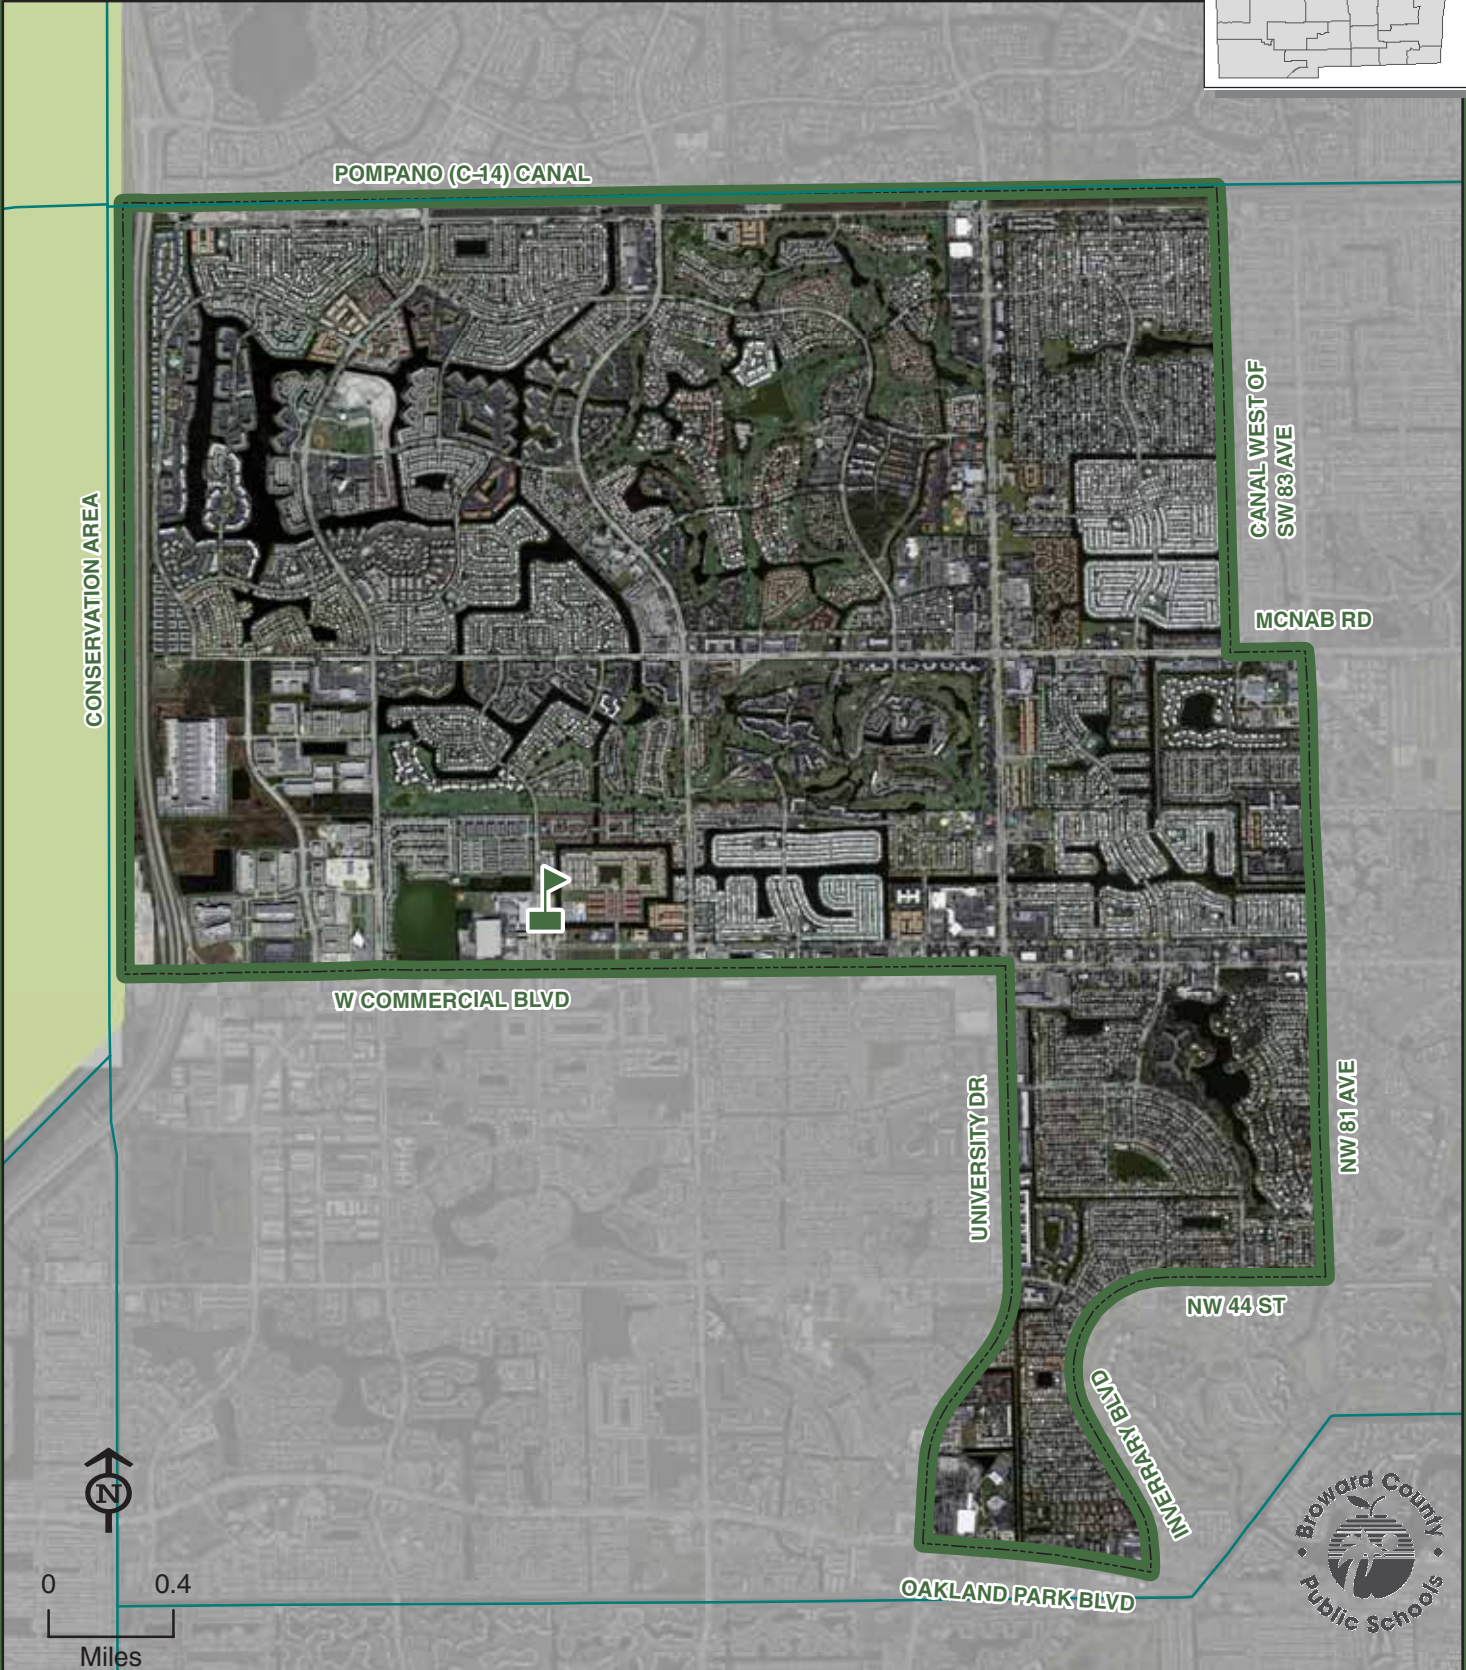 POMPANO (C-14) CANAL
CANAL WEST OF
SW 83 AVE
CONSERVATION AREA
MCNAB RD
W COMMERCIAL BLVD
UNIVERSITY DR
NW 81 AVE
NW 44 ST
INVERRARY BLVD
N
OAKLAND PARK BLVD
0 0.4
Miles
Broward County
Public Schools